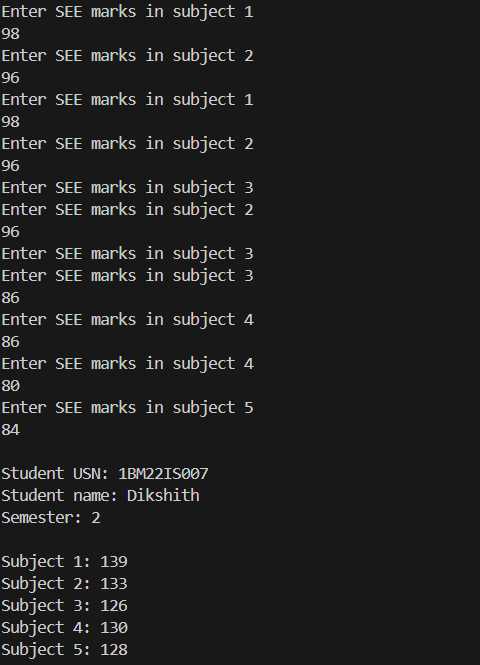 Enter SEE marks in subject 1
98
Enter SEE marks in subject 2
96
Enter SEE marks in subject 1
98
Enter SEE marks in subject 2
96
Enter SEE marks in subject 3
Enter SEE marks in subject 2
96
Enter SEE marks in subject 3
Enter SEE marks in subject 3
86
Enter SEE marks in subject 4
86
Enter SEE marks in subject 4
80
Enter SEE marks in subject 5
84
Student USN: 1BM22IS007
Student name: Dikshith
Semester: 2
Subject 1: 139
Subject 2: 133
Subject 3: 126
Subject 4: 130
Subject 5: 128